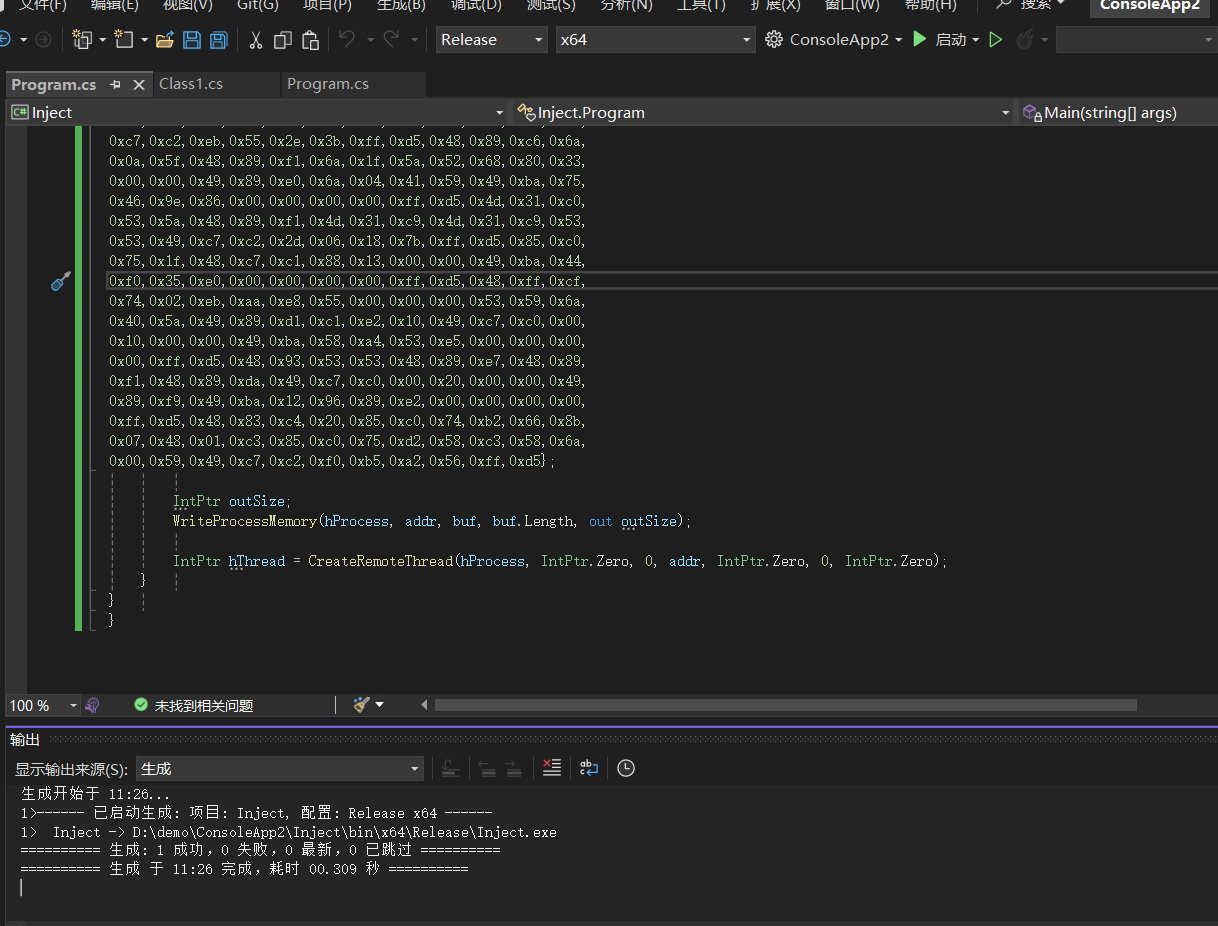 文件(F) 编辑(E) 视图(V) Git(G) 项目(P) 生成(B) 调试(D) 测试(S) 分析(N) 工具(T) 扩展(X) 窗口(W) 帮助(H) 搜索 ConsoleApp2
Release x64 ConsoleApp2 启动
Program.cs Class1.cs Program.cs
C# Inject Inject.Program Main(string[] args)
0xc7,0xc2,0xeb,0x55,0x2e,0x3b,0xff,0xd5,0x48,0x89,0xc6,0x6a,
0x0a,0x5f,0x48,0x89,0xf1,0x6a,0x1f,0x5a,0x52,0x68,0x80,0x33,
0x00,0x00,0x49,0x89,0xe0,0x6a,0x04,0x41,0x59,0x49,0xba,0x75,
0x46,0x9e,0x86,0x00,0x00,0x00,0x00,0xff,0xd5,0x4d,0x31,0xc0,
0x53,0x5a,0x48,0x89,0xf1,0x4d,0x31,0xc9,0x4d,0x31,0xc9,0x53,
0x53,0x49,0xc7,0xc2,0x2d,0x06,0x18,0x7b,0xff,0xd5,0x85,0xc0,
0x75,0x1f,0x48,0xc7,0xc1,0x88,0x13,0x00,0x00,0x49,0xba,0x44,
0xf0,0x35,0xe0,0x00,0x00,0x00,0x00,0xff,0xd5,0x48,0xff,0xcf,
0x74,0x02,0xeb,0xaa,0xe8,0x55,0x00,0x00,0x00,0x53,0x59,0x6a,
0x40,0x5a,0x49,0x89,0xd1,0xc1,0xe2,0x10,0x49,0xc7,0xc0,0x00,
0x10,0x00,0x00,0x49,0xba,0x58,0xa4,0x53,0xe5,0x00,0x00,0x00,
0x00,0xff,0xd5,0x48,0x93,0x53,0x53,0x48,0x89,0xe7,0x48,0x89,
0xf1,0x48,0x89,0xda,0x49,0xc7,0xc0,0x00,0x20,0x00,0x00,0x49,
0x89,0xf9,0x49,0xba,0x12,0x96,0x89,0xe2,0x00,0x00,0x00,0x00,
0xff,0xd5,0x48,0x83,0xc4,0x20,0x85,0xc0,0x74,0xb2,0x66,0x8b,
0x07,0x48,0x01,0xc3,0x85,0xc0,0x75,0xd2,0x58,0xc3,0x58,0x6a,
0x00,0x59,0x49,0xc7,0xc2,0xf0,0xb5,0xa2,0x56,0xff,0xd5};
IntPtr outSize;
WriteProcessMemory(hProcess, addr, buf, buf.Length, out outSize);
IntPtr hThread = CreateRemoteThread(hProcess, IntPtr.Zero, 0, addr, IntPtr.Zero, 0, IntPtr.Zero);
}
}
}
100 % 未找到相关问题
输出
显示输出来源(S): 生成
生成开始于 11:26...
1>------ 已启动生成: 项目: Inject, 配置: Release x64 ------
1>  Inject -> D:\demo\ConsoleApp2\Inject\bin\x64\Release\Inject.exe
========== 生成: 1 成功，0 失败，0 最新，0 已跳过 ==========
========== 生成 于 11:26 完成，耗时 00.309 秒 ==========